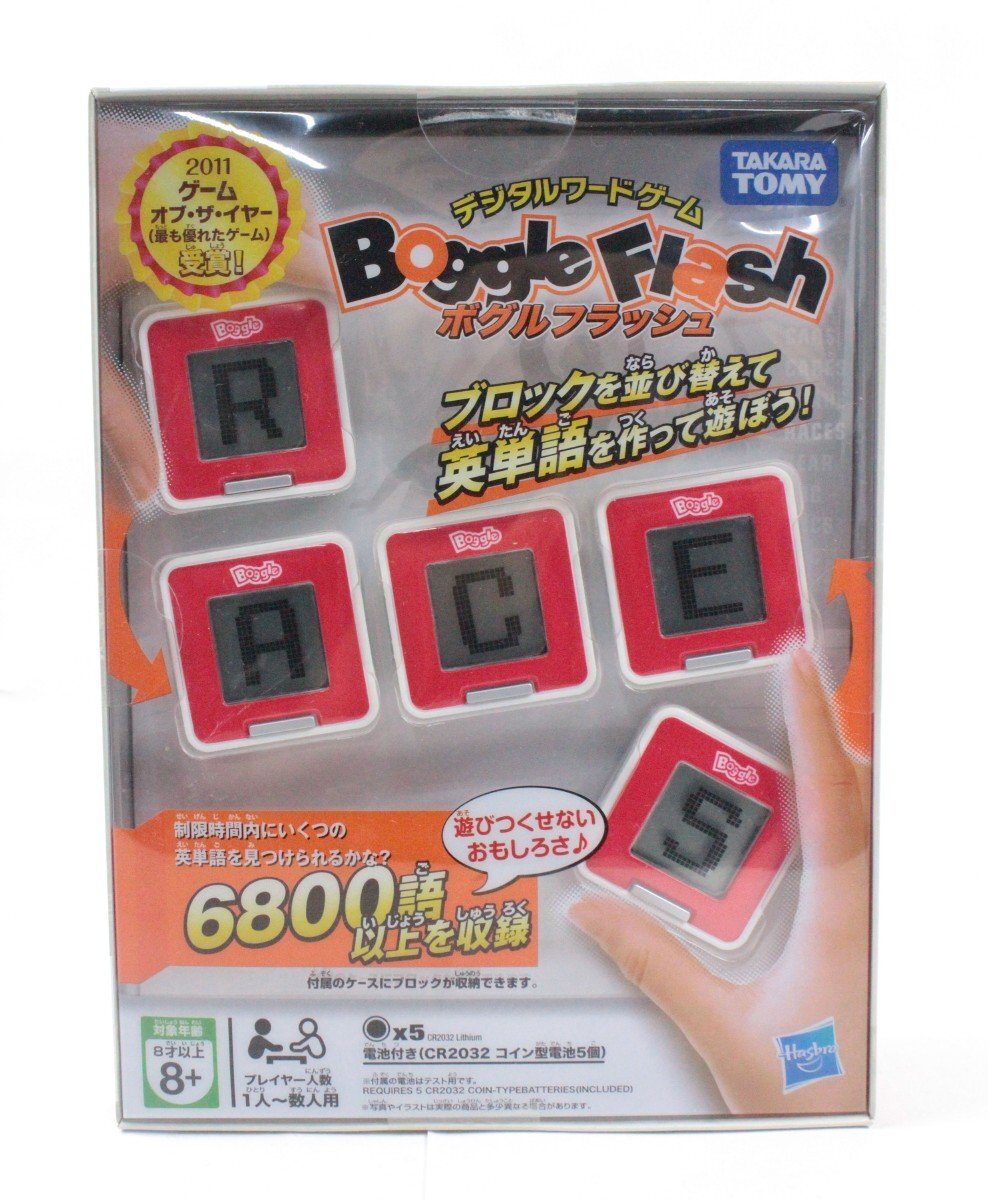 2011
ゲーム
オブ・ザ・イヤー
(最も優れたゲーム)
受賞!
TAKARA
TOMY
デジタルワードゲーム
Boggle Flash
ボグルフラッシュ
ブロックを並び替えて
英単語を作って遊ぼう!
Boggle
R
Boggle
A
Boggle
C
Boggle
E
Boggle
S
制限時間内にいくつの
英単語を見つけられるかな?
6800語
以上を収録
遊びつくせない
おもしろさ♪
付属のケースにブロックが収納できます。
対象年齢
8才以上
8+
プレイヤー人数
1人〜数人用
x5 CR2032 Lithium
電池付き(CR2032 コイン型電池5個)
※付属の電池はテスト用です。
REQUIRES 5 CR2032 COIN-TYPEBATTERIES(INCLUDED)
※写真やイラストは実際の商品と多少異なる場合があります。
Hasbro